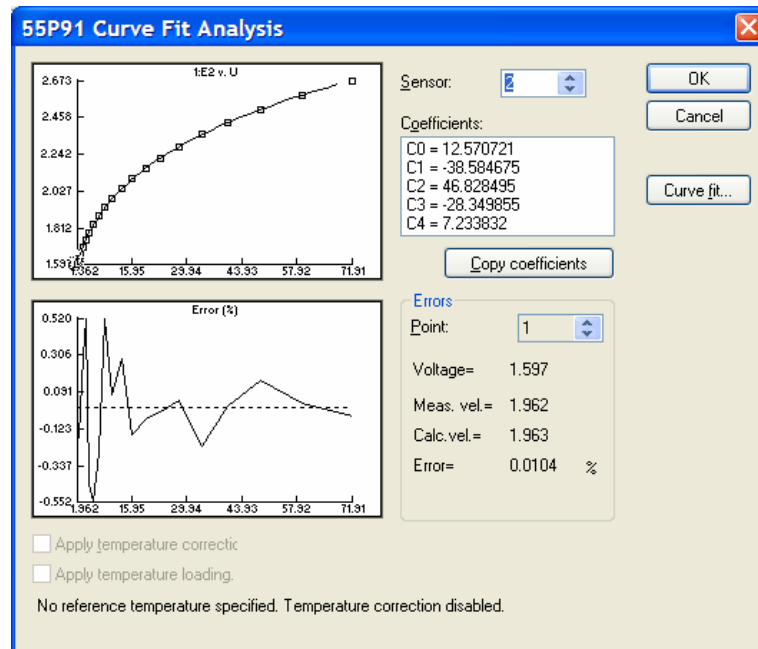 55P91 Curve Fit Analysis
1:E2 v. U
2.673
2.458
2.242
2.027
1.812
1.597
1.362 15.95 29.94 43.93 57.92 71.91
Sensor: 2
Coefficients:
C0 = 12.570721
C1 = -38.584675
C2 = 46.828495
C3 = -28.349855
C4 = 7.233832
Copy coefficients
OK
Cancel
Curve fit...
Error (%)
0.520
0.306
0.091
-0.123
-0.337
-0.552
1.962 15.95 29.94 43.93 57.92 71.91
Errors
Point: 1
Voltage= 1.597
Meas. vel.= 1.962
Calc.vel.= 1.963
Error= 0.0104 %
Apply temperature correctic
Apply temperature loading.
No reference temperature specified. Temperature correction disabled.